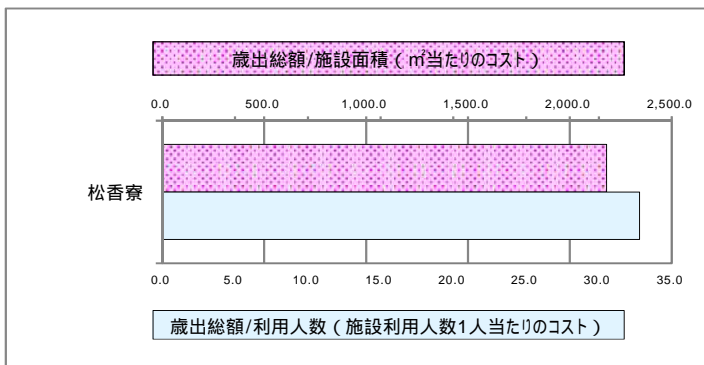 歳出総額/施設面積(㎡当たりのコスト)
0.0 500.0 1,000.0 1,500.0 2,000.0 2,500.0
松香寮
0.0 5.0 10.0 15.0 20.0 25.0 30.0 35.0
歳出総額/利用人数(施設利用人数1人当たりのコスト)